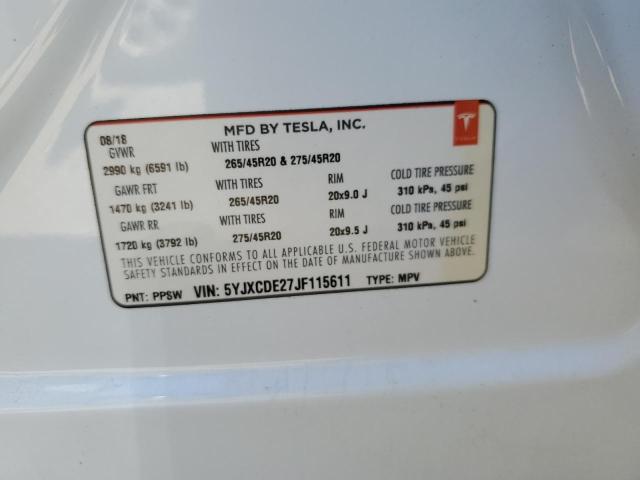 08/18 MFD BY TESLA, INC.
GVWR WITH TIRES
2990 kg (6591 lb) 265/45R20 & 275/45R20
GAWR FRT WITH TIRES RIM COLD TIRE PRESSURE
1470 kg (3241 lb) 265/45R20 20x9.0 J 310 kPa, 45 psi
GAWR RR WITH TIRES RIM COLD TIRE PRESSURE
1720 kg (3792 lb) 275/45R20 20x9.5 J 310 kPa, 45 psi
THIS VEHICLE CONFORMS TO ALL APPLICABLE U.S. FEDERAL MOTOR VEHICLE
SAFETY STANDARDS IN EFFECT ON THE DATE OF MANUFACTURE SHOWN ABOVE
PNT: PPSW VIN: 5YJXCDE27JF115611 TYPE: MPV